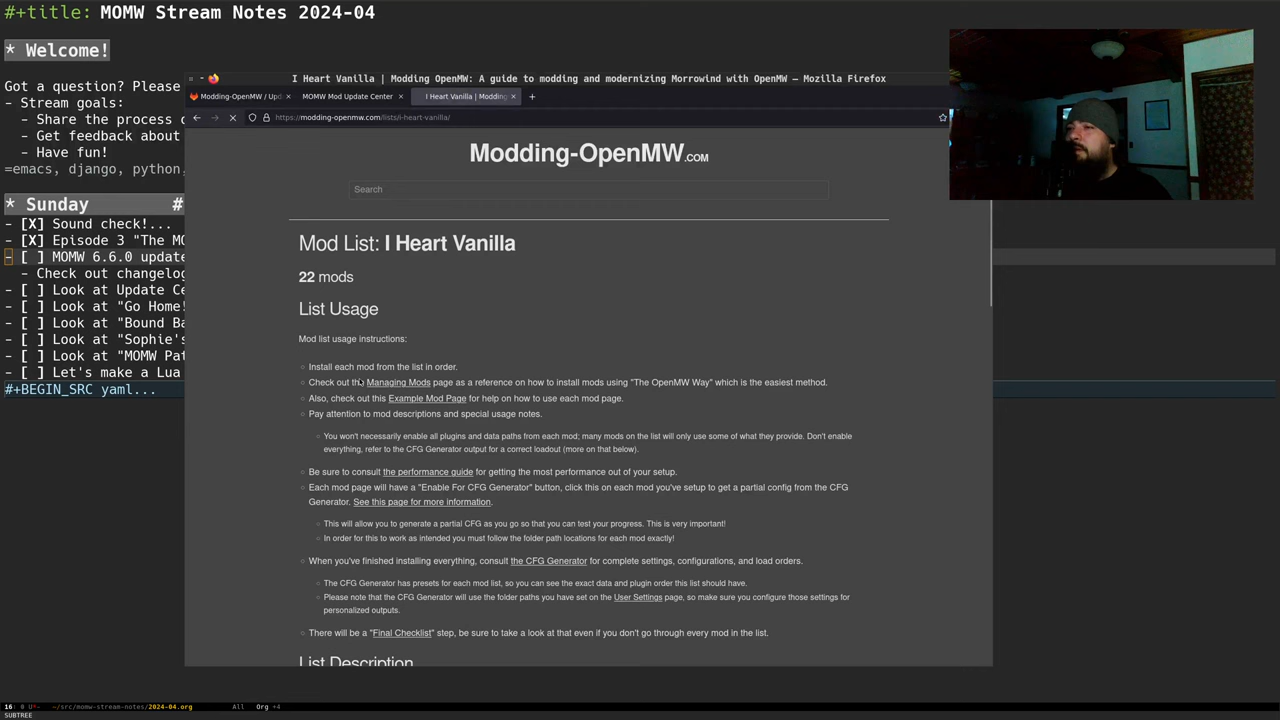 #+title: MOMW Stream Notes 2024-04
* Welcome!
Got a question? Please
- Stream goals:
- Share the process o
- Get feedback about
- Have fun!
=emacs, django, python,
* Sunday #
- [X] Sound check!...
- [X] Episode 3 "The MO
- [ ] MOMW 6.6.0 update
- Check out changelog
- [ ] Look at Update Ce
- [ ] Look at "Go Home!
- [ ] Look at "Bound Ba
- [ ] Look at "Sophie's
- [ ] Look at "MOMW Pat
- [ ] Let's make a Lua
#+BEGIN_SRC yaml...
I Heart Vanilla | Modding OpenMW: A guide to modding and modernizing Morrowind with OpenMW — Mozilla Firefox
Modding-OpenMW / Upd
MOMW Mod Update Center
I Heart Vanilla | Modding
https://modding-openmw.com/lists/i-heart-vanilla/
Modding-OpenMW.COM
Search
Mod List: I Heart Vanilla
22 mods
List Usage
Mod list usage instructions:
Install each mod from the list in order.
Check out the Managing Mods page as a reference on how to install mods using "The OpenMW Way" which is the easiest method.
Also, check out this Example Mod Page for help on how to use each mod page.
Pay attention to mod descriptions and special usage notes.
You won't necessarily enable all plugins and data paths from each mod; many mods on the list will only use some of what they provide. Don't enable
everything, refer to the CFG Generator output for a correct loadout (more on that below).
Be sure to consult the performance guide for getting the most performance out of your setup.
Each mod page will have a "Enable For CFG Generator" button, click this on each mod you've setup to get a partial config from the CFG
Generator. See this page for more information.
This will allow you to generate a partial CFG as you go so that you can test your progress. This is very important!
In order for this to work as intended you must follow the folder path locations for each mod exactly!
When you've finished installing everything, consult the CFG Generator for complete settings, configurations, and load orders.
The CFG Generator has presets for each mod list, so you can see the exact data and plugin order this list should have.
Please note that the CFG Generator will use the folder paths you have set on the User Settings page, so make sure you configure those settings for
personalized outputs.
There will be a "Final Checklist" step, be sure to take a look at that even if you don't go through every mod in the list.
List Description
16: 0 U*- ~/src/momw-stream-notes/2024-04.org All Org +4
SUBTREE